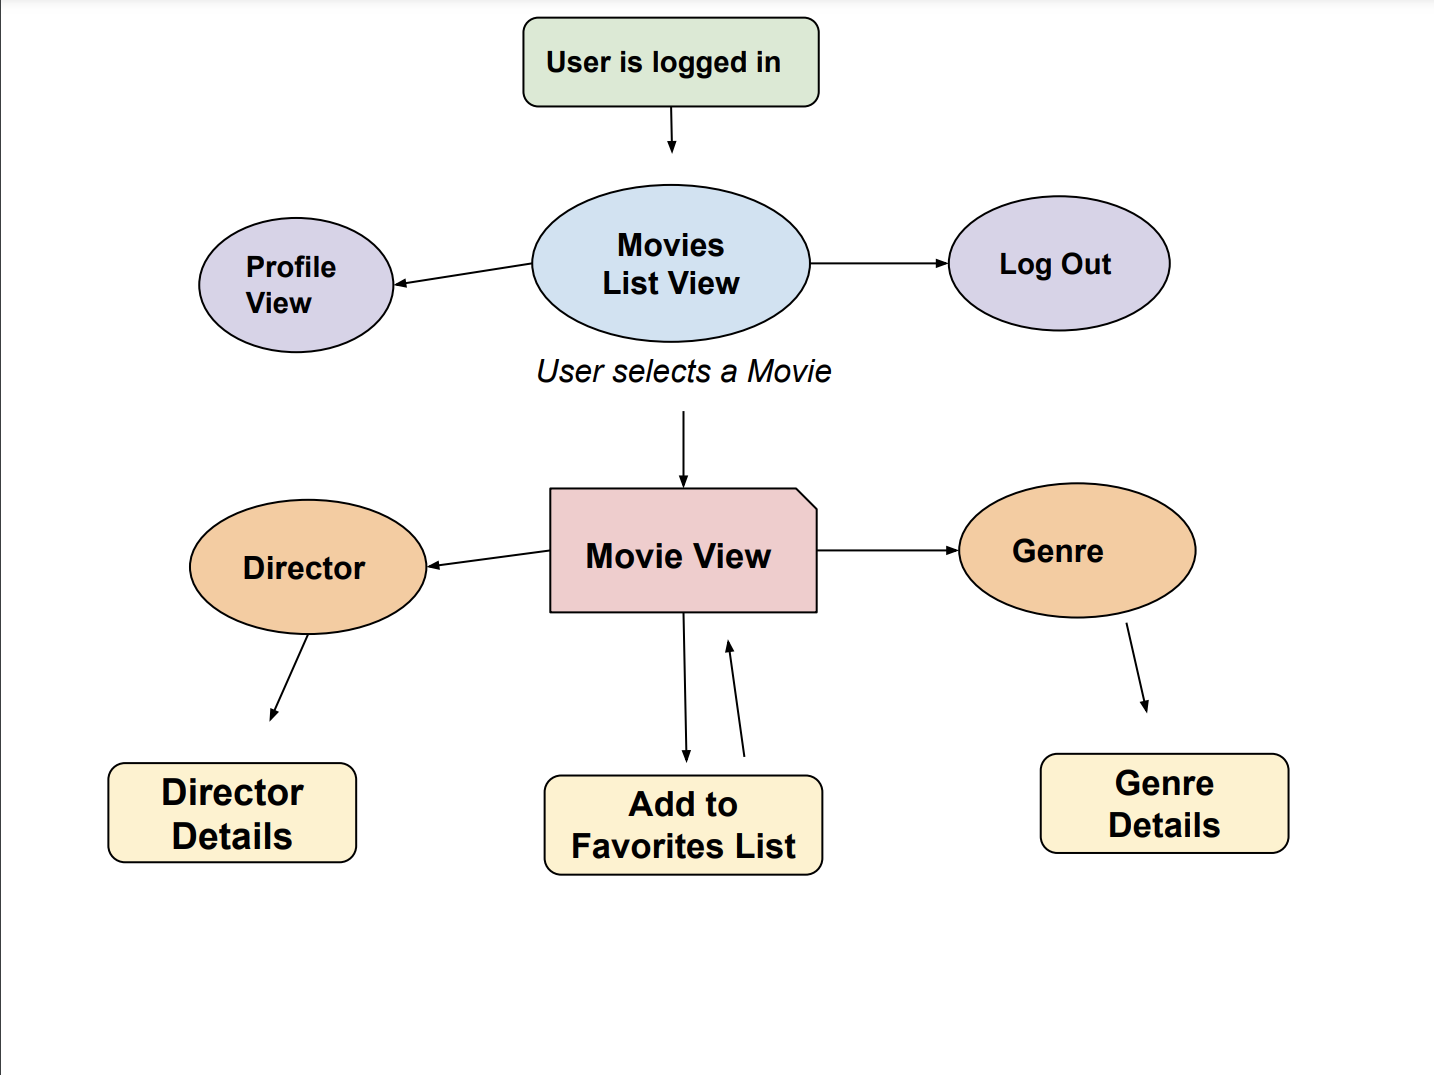 User is logged in
Profile
View
Movies
List View
Log Out
User selects a Movie
Director
Movie View
Genre
Director
Details
Add to
Favorites List
Genre
Details